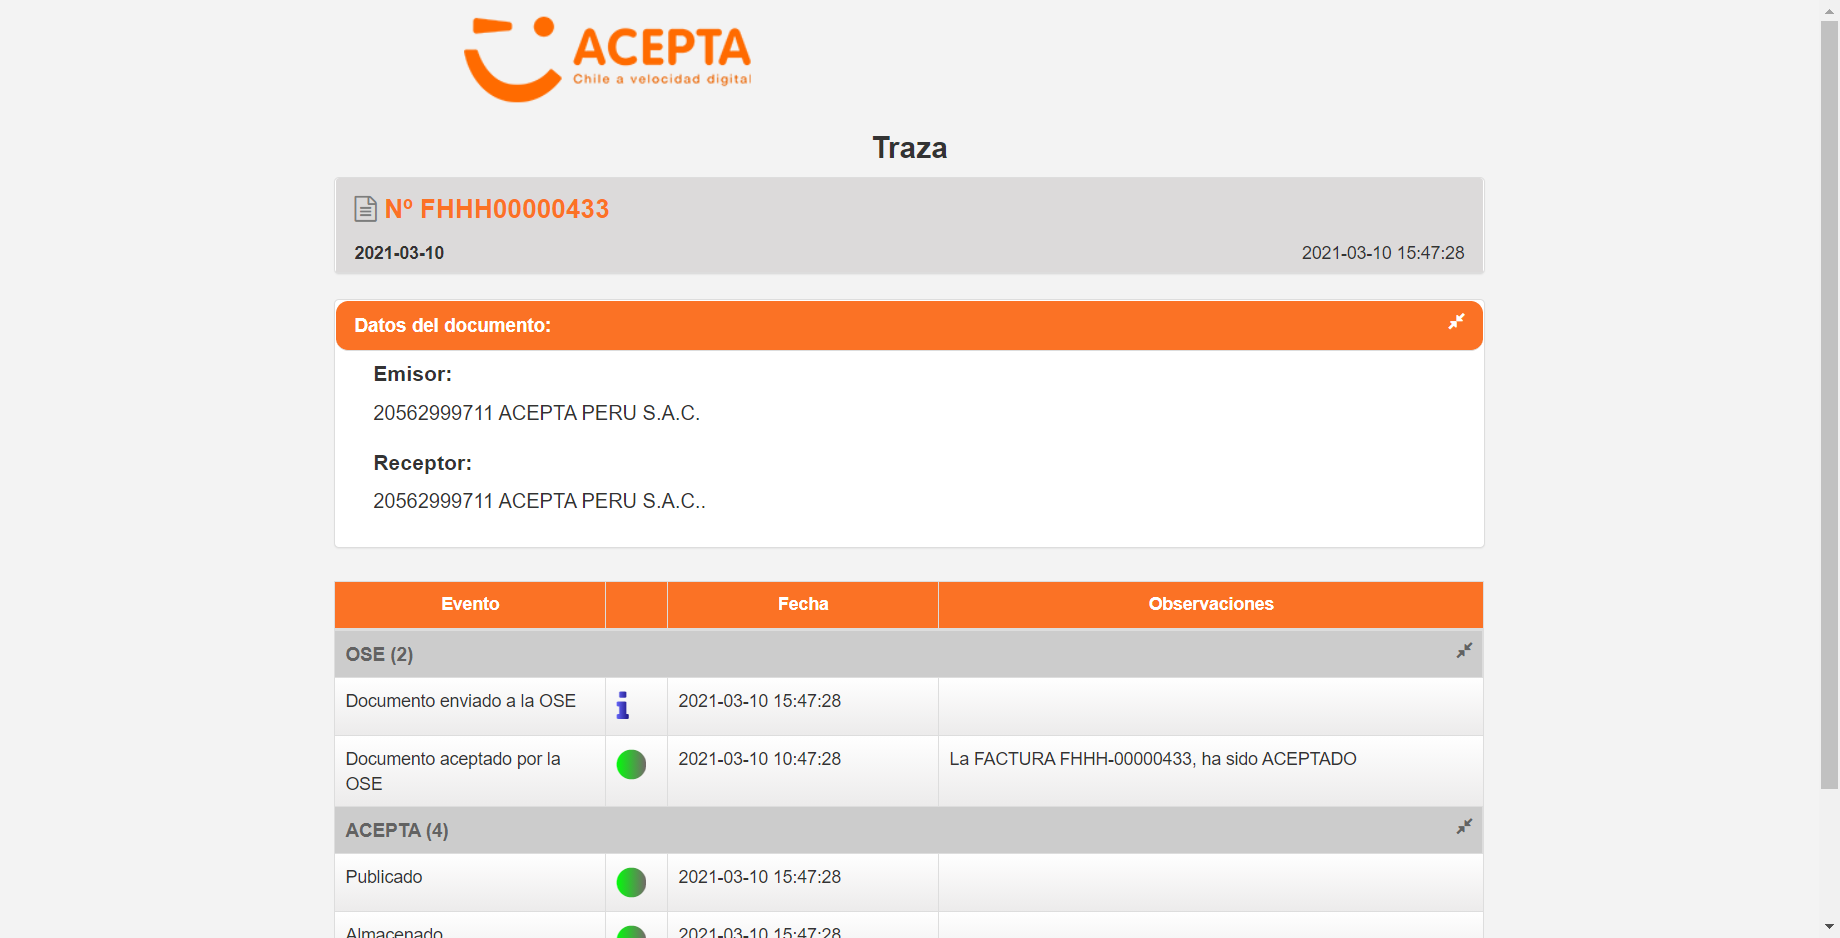 ACEPTA
Chile a velocidad digital
Traza
Nº FHHH00000433
2021-03-10
2021-03-10 15:47:28
Datos del documento:
Emisor:
20562999711 ACEPTA PERU S.A.C.
Receptor:
20562999711 ACEPTA PERU S.A.C..
Evento Fecha Observaciones
OSE (2)
Documento enviado a la OSE 2021-03-10 15:47:28
Documento aceptado por la 2021-03-10 10:47:28 La FACTURA FHHH-00000433, ha sido ACEPTADO
OSE
ACEPTA (4)
Publicado 2021-03-10 15:47:28
Almacenado 2021-03-10 15:47:28